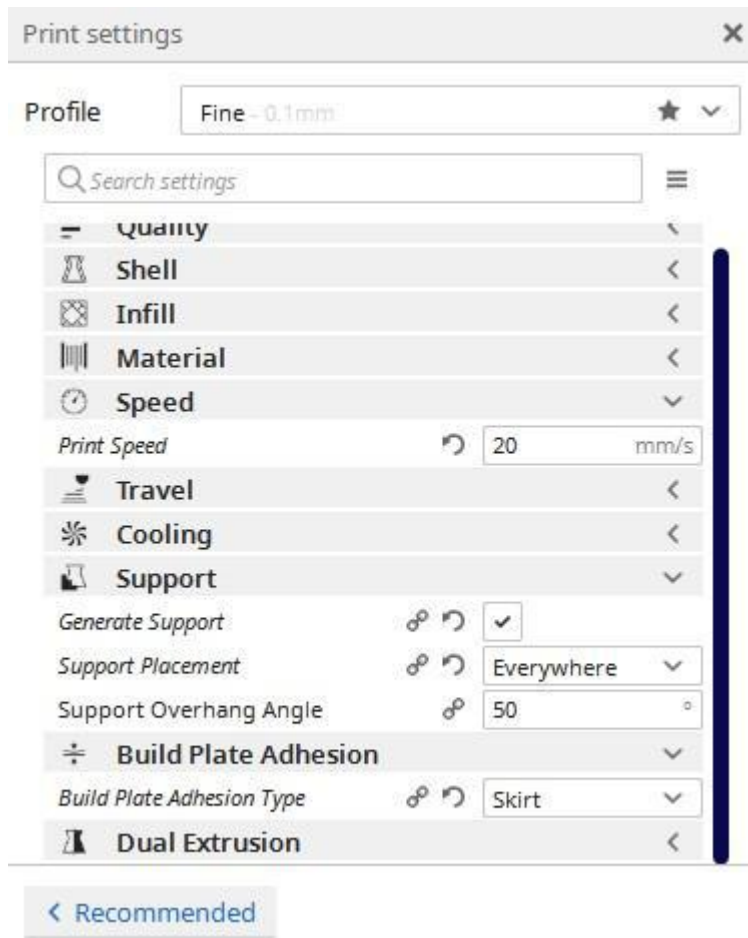 Print settings
Profile
Fine - 0.1mm
Search settings
Quality
Shell
Infill
Material
Speed
Print Speed 20 mm/s
Travel
Cooling
Support
Generate Support
Support Placement Everywhere
Support Overhang Angle 50 °
Build Plate Adhesion
Build Plate Adhesion Type Skirt
Dual Extrusion
Recommended